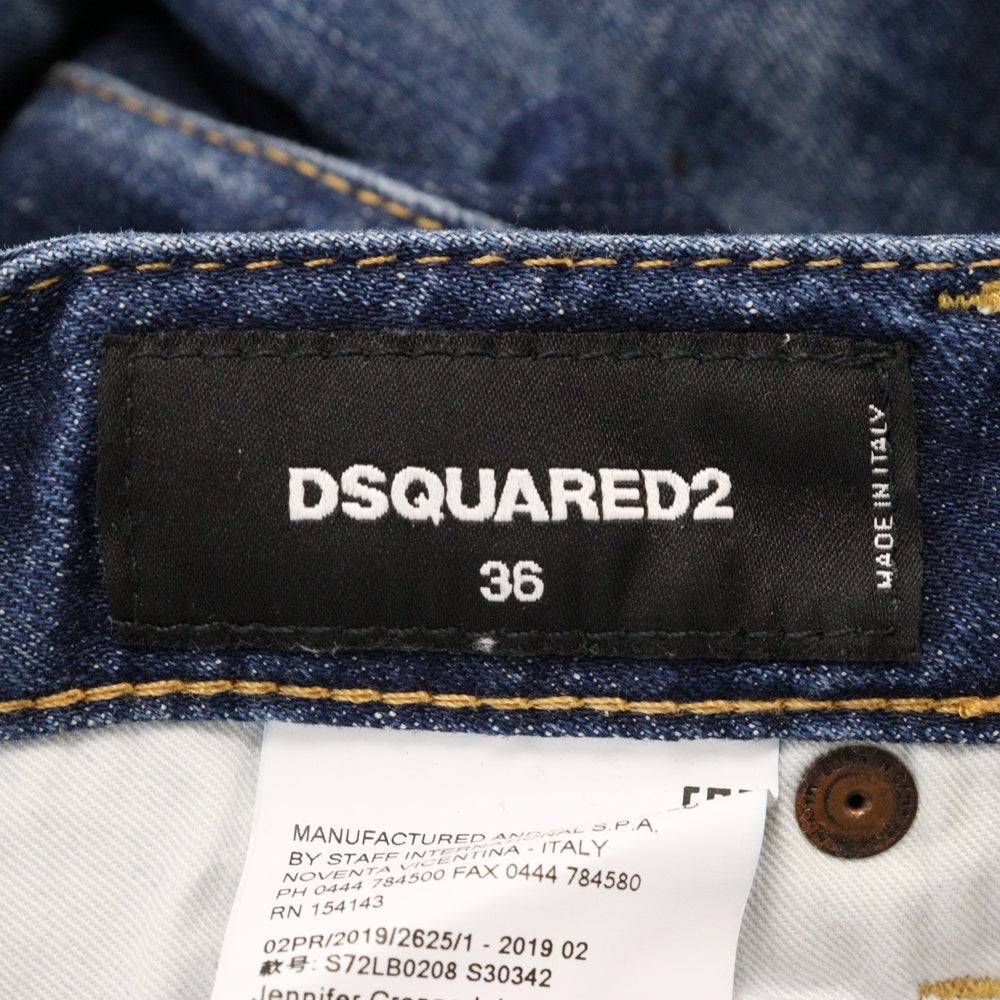 DSQUARED2
36
MADE IN ITALY
MANUFACTURED S.P.A.
BY STAFF
NOVENTA VICENTINA - ITALY
PH 0444 784500 FAX 0444 784580
RN 154143
02PR/2019/2625/1 - 2019 02
款号: S72LB0208 S30342
Jennifer